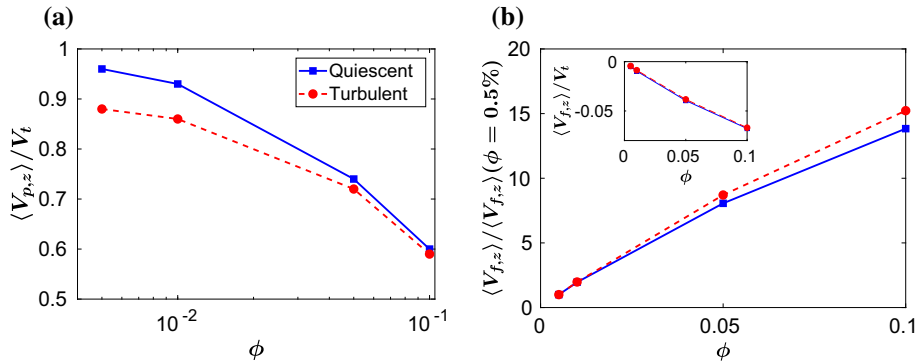 (a)
1
0.9
0.8
0.7
0.6
0.5
⟨V_{p,z}⟩/V_t
10^{-2}
10^{-1}
ϕ
Quiescent
Turbulent
(b)
20
15
10
5
0
⟨V_{f,z}⟩/⟨V_{f,z}⟩(ϕ = 0.5%)
0
0.05
0.1
ϕ
0
-0.05
⟨V_{f,z}⟩/V_t
0
0.05
0.1
ϕ